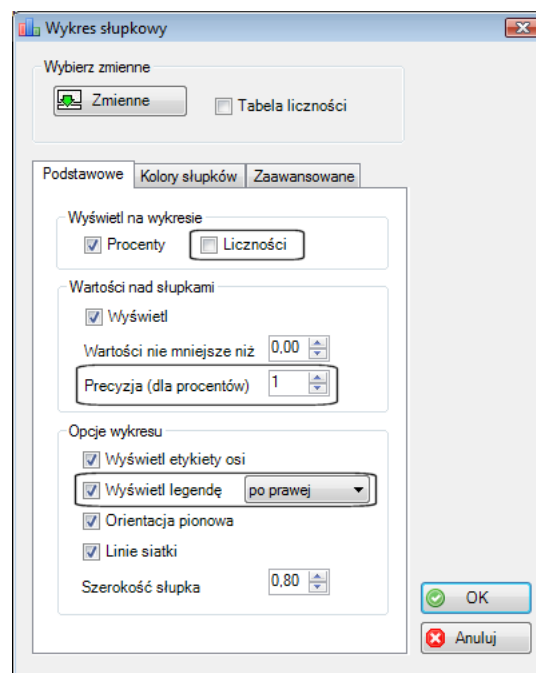 Wykres słupkowy
Wybierz zmienne
Zmienne
Tabela liczności
Podstawowe Kolory słupków Zaawansowane
Wyświetl na wykresie
Procenty Liczności
Wartości nad słupkami
Wyświetl
Wartości nie mniejsze niż 0,00
Precyzja (dla procentów) 1
Opcje wykresu
Wyświetl etykiety osi
Wyświetl legendę po prawej
Orientacja pionowa
Linie siatki
Szerokość słupka 0,80
OK
Anuluj